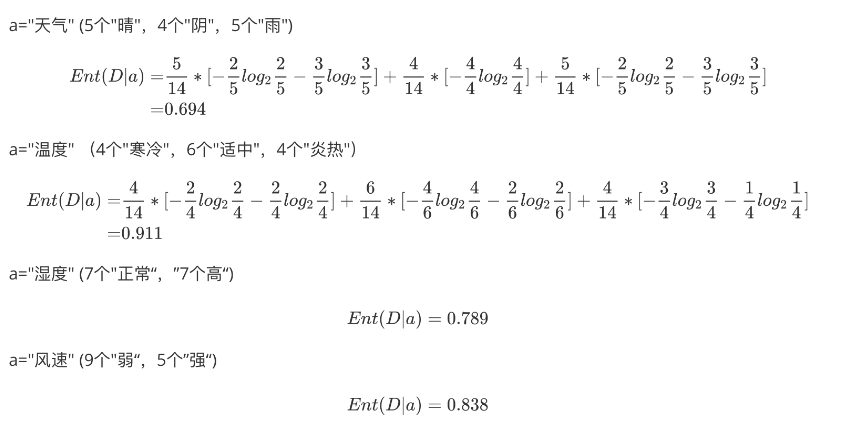 a="天气" (5个"晴"，4个"阴"，5个"雨")
Ent(D|a) =5/14 * [−2/5 log₂ 2/5 − 3/5 log₂ 3/5] + 4/14 * [−4/4 log₂ 4/4] + 5/14 * [−2/5 log₂ 2/5 − 3/5 log₂ 3/5]
=0.694
a="温度" （4个"寒冷"，6个"适中"，4个"炎热"）
Ent(D|a) =4/14 * [−2/4 log₂ 2/4 − 2/4 log₂ 2/4] + 6/14 * [−4/6 log₂ 4/6 − 2/6 log₂ 2/6] + 4/14 * [−3/4 log₂ 3/4 − 1/4 log₂ 1/4]
=0.911
a="湿度" (7个"正常“，”7个高“)
Ent(D|a) = 0.789
a="风速" (9个"弱“，5个”强“)
Ent(D|a) = 0.838